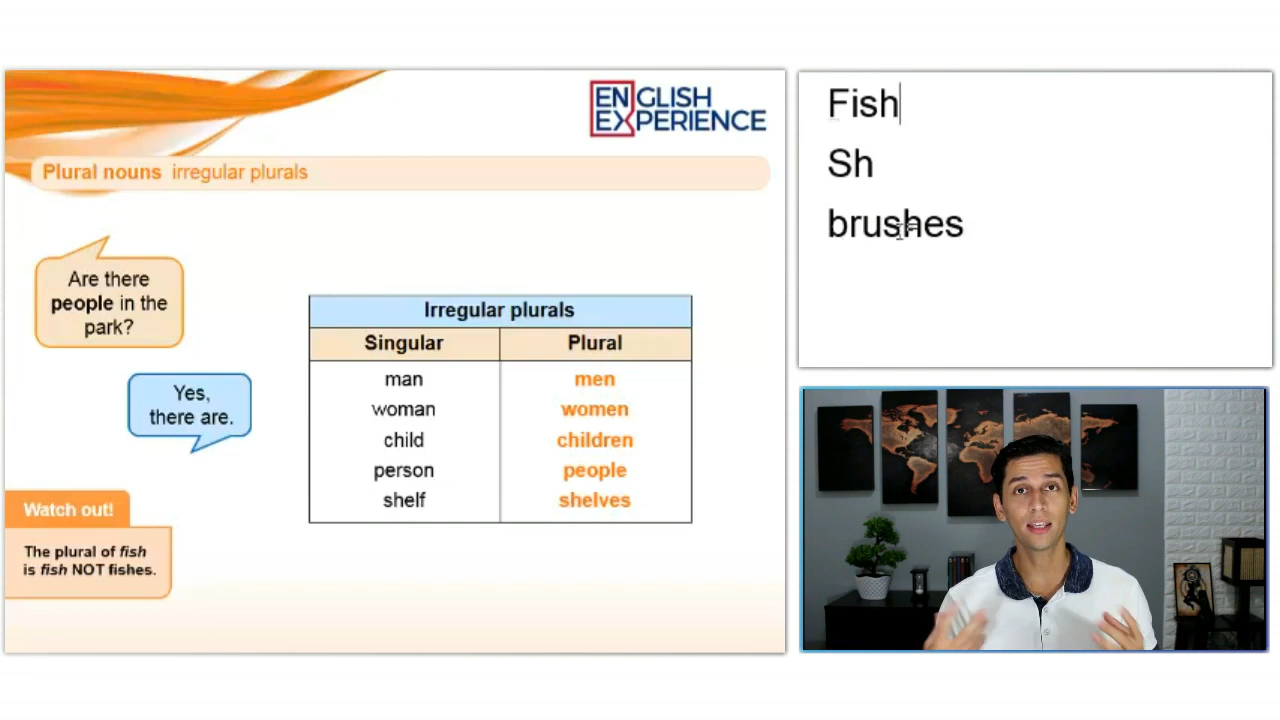 ENGLISH
EXPERIENCE
Plural nouns irregular plurals
Are there
people in the
park?
Yes,
there are.
Watch out!
The plural of fish
is fish NOT fishes.
Irregular plurals
Singular Plural
man men
woman women
child children
person people
shelf shelves
Fish
Sh
brushes